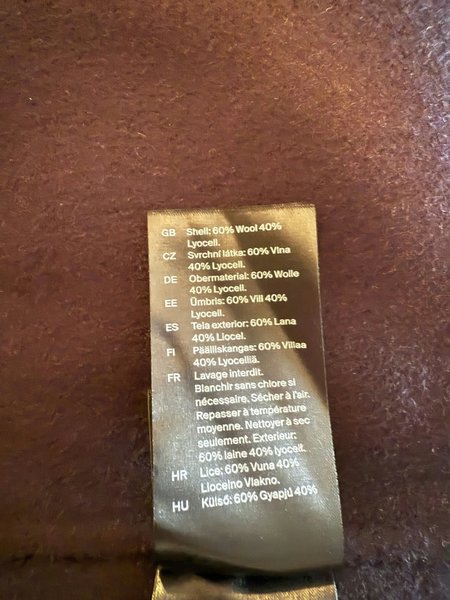 GB Shell: 60% Wool 40%
Lyocell.
CZ Svrchní látka: 60% Vlna
40% Lyocell.
DE Obermaterial: 60% Wolle
40% Lyocell.
EE Ümbris: 60% Vill 40%
Lyocell.
ES Tela exterior: 60% Lana
40% Liocel.
FI Päälliskangas: 60% Villaa
40% Lyocelliä.
FR Lavage interdit.
Blanchir sans chlore si
nécessaire. Sécher à l'air.
Repasser à température
moyenne. Nettoyer à sec
seulement. Exterieur:
60% laine 40% lyocell.
HR Lice: 60% Vuna 40%
Liocelno Vlakno.
HU Külső: 60% Gyapjú 40%